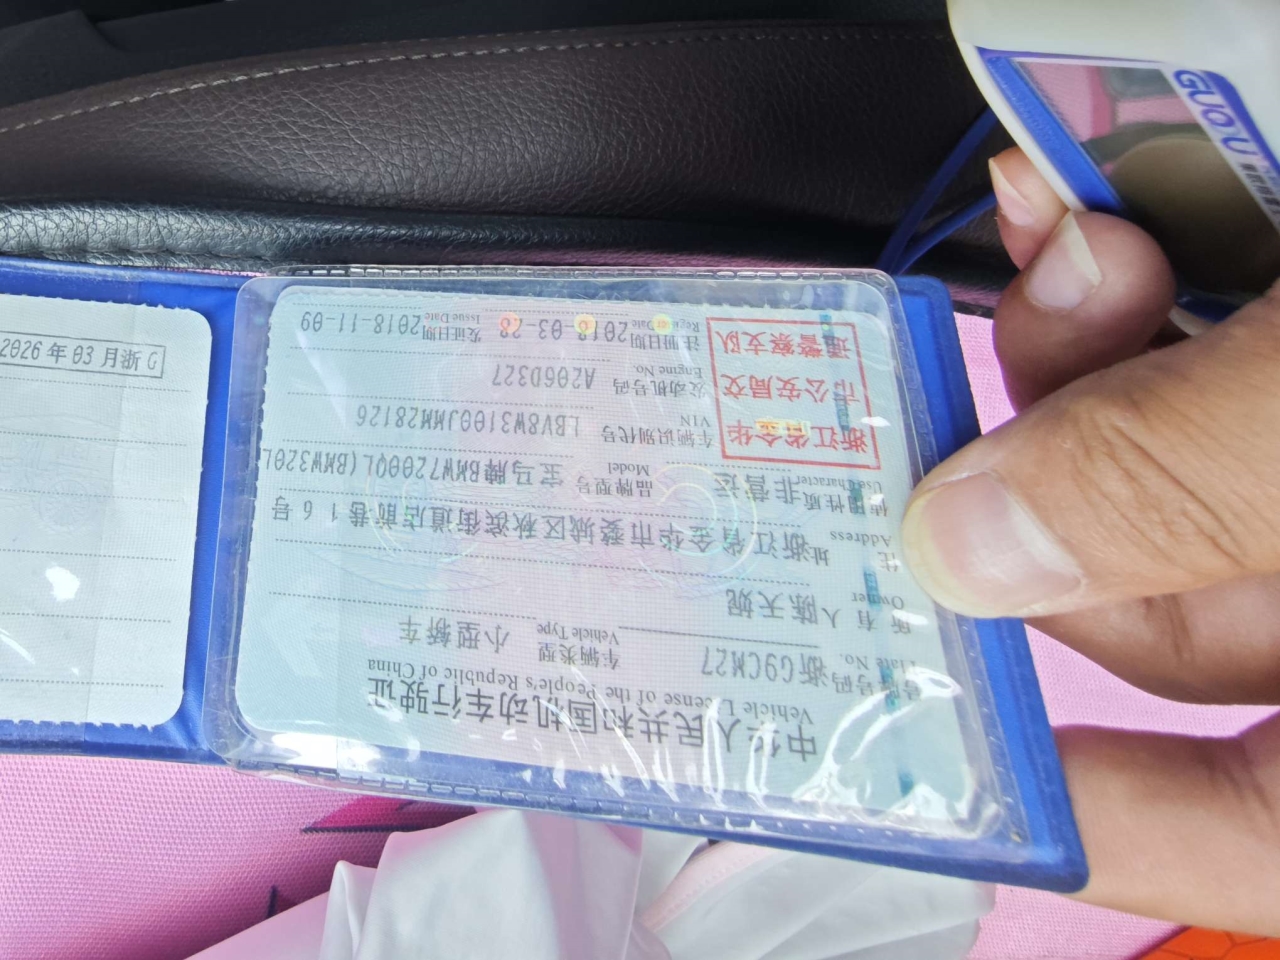 中华人民共和国机动车行驶证
Vehicle License of the People's Republic of China
号牌号码 浙G9CM27 车辆类型 小型轿车
Plate No. Vehicle Type
所有人 陈天妮
Owner
住址 浙江省金华市婺城区秋滨街道店前巷16号
Address
使用性质 非营运 品牌型号 宝马牌BMW7200QL(BMW320L
Use Character Model
浙江省金华
市公安局交
通警察支队
车辆识别代号 LBV8W3100JMM28126
VIN
发动机号码 A206D327
Engine No.
注册日期 2018-03-28 发证日期 2018-11-09
Register Date Issue Date
2026年03月浙G
GUOYU